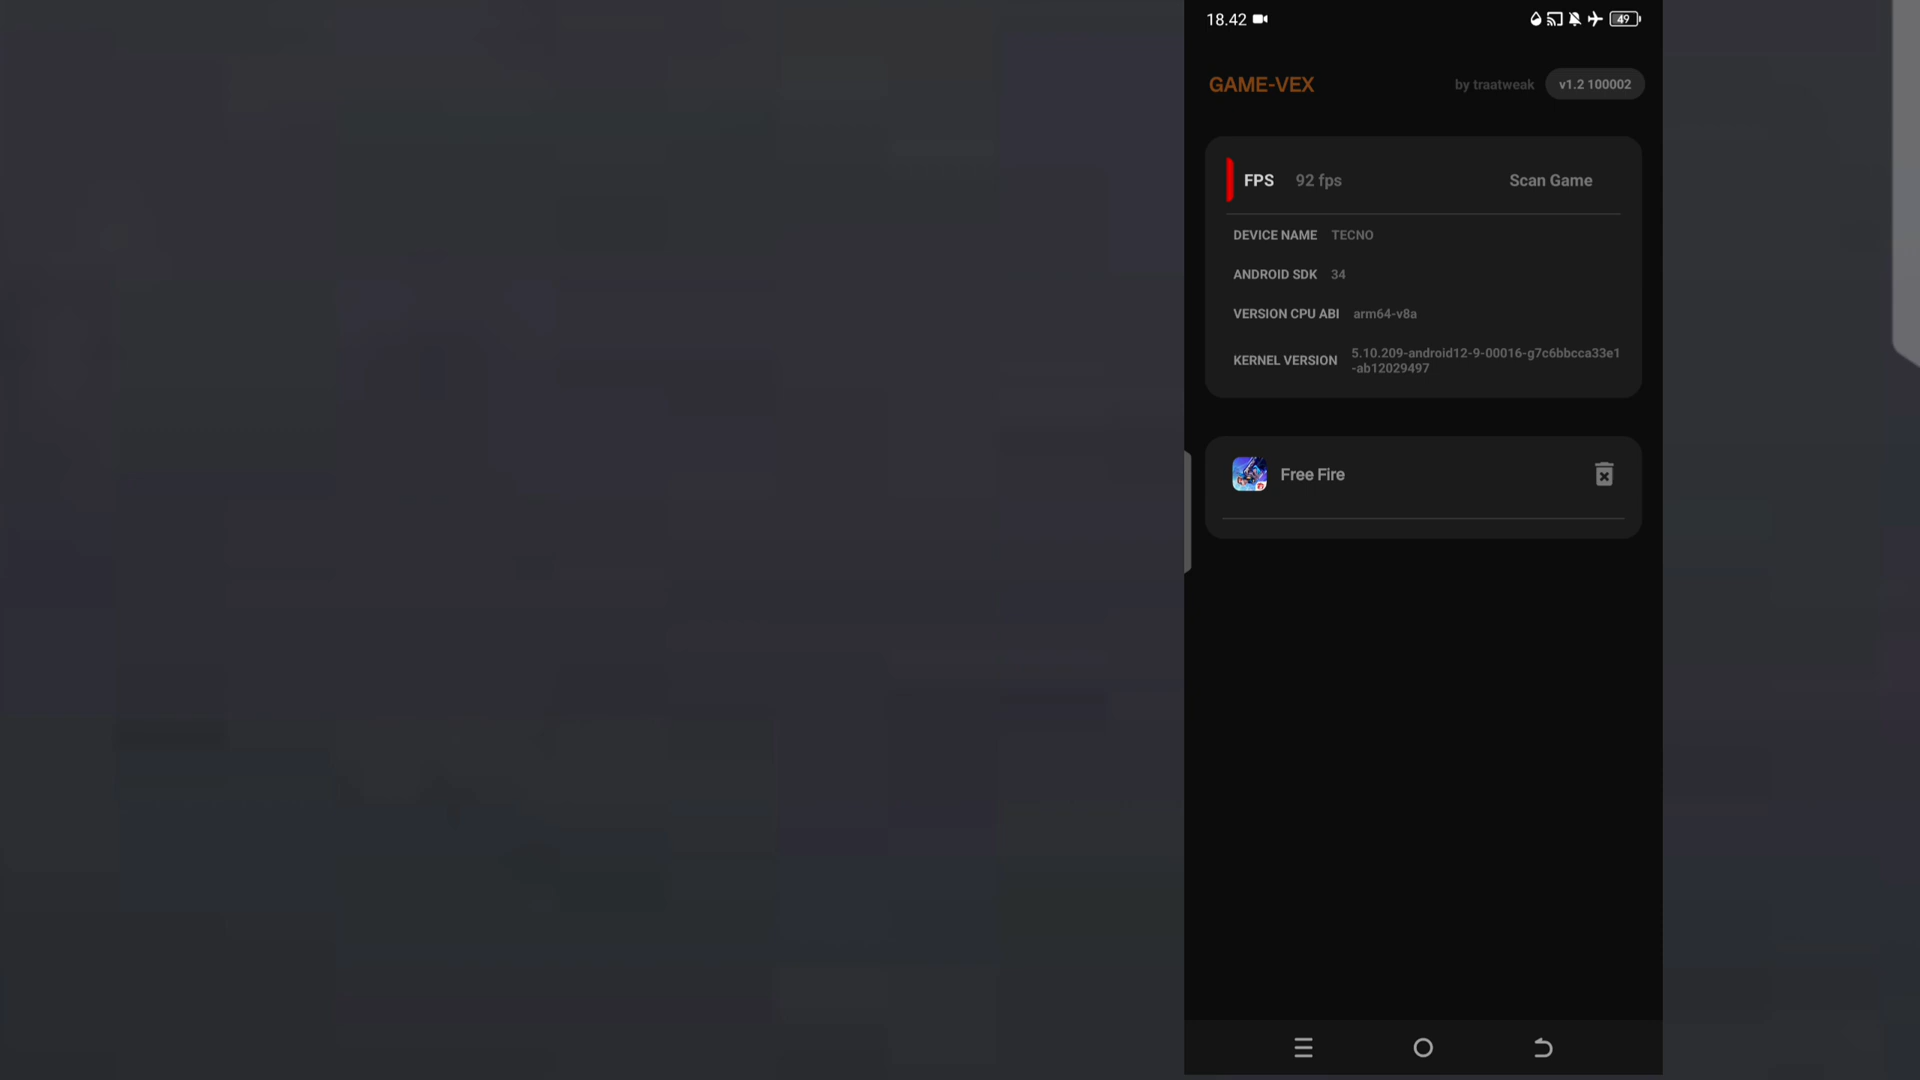 18.42
49
GAME-VEX
by traatweak
v1.2 100002
FPS 92 fps
Scan Game
DEVICE NAME TECNO
ANDROID SDK 34
VERSION CPU ABI arm64-v8a
KERNEL VERSION 5.10.209-android12-9-00016-g7c6bbcca33e1
-ab12029497
Free Fire